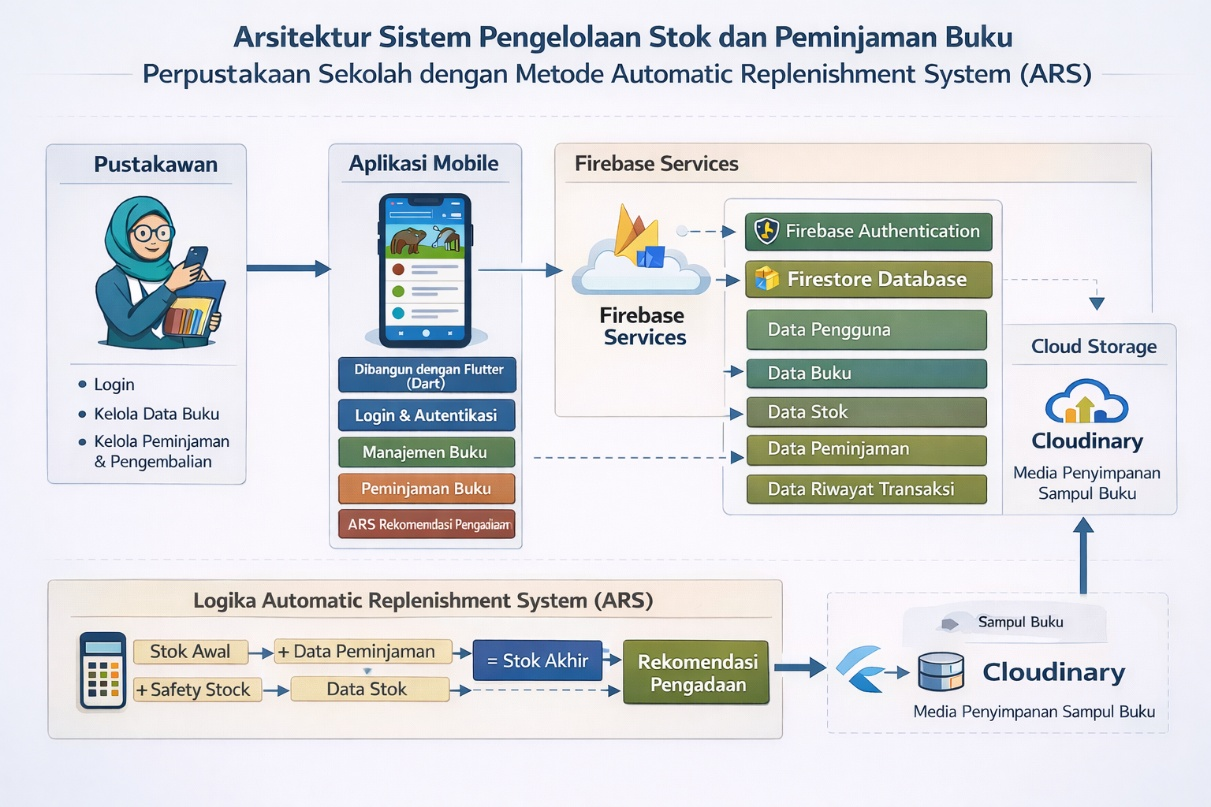 Arsitektur Sistem Pengelolaan Stok dan Peminjaman Buku
Perpustakaan Sekolah dengan Metode Automatic Replenishment System (ARS)
Pustakawan
Login
Kelola Data Buku
Kelola Peminjaman
& Pengembalian
Aplikasi Mobile
Dibangun dengan Flutter
(Dart)
Login & Autentikasi
Manajemen Buku
Peminjaman Buku
ARS Rekomendasi Pengadaan
Firebase Services
Firebase
Services
Firebase Authentication
Firestore Database
Data Pengguna
Data Buku
Data Stok
Data Peminjaman
Data Riwayat Transaksi
Cloud Storage
Cloudinary
Media Penyimpanan
Sampul Buku
Logika Automatic Replenishment System (ARS)
Stok Awal
+ Data Peminjaman
= Stok Akhir
+ Safety Stock
Data Stok
Rekomendasi
Pengadaan
Sampul Buku
Cloudinary
Media Penyimpanan Sampul Buku